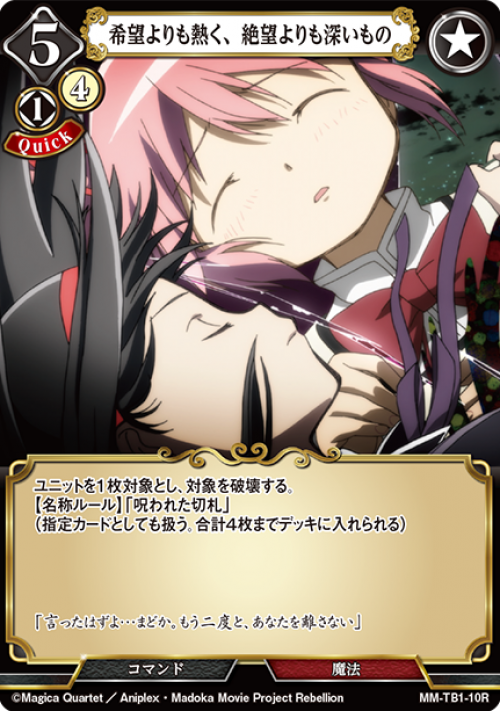 5
希望よりも熱く、絶望よりも深いもの
1
4
Quick
ユニットを1枚対象とし、対象を破壊する。
【名称ルール】「呪われた切札」
（指定カードとしても扱う。合計4枚までデッキに入れられる）
「言ったはずよ…まどか。もう二度と、あなたを離さない」
コマンド
魔法
©Magica Quartet／Aniplex・Madoka Movie Project Rebellion
MM-TB1-10R